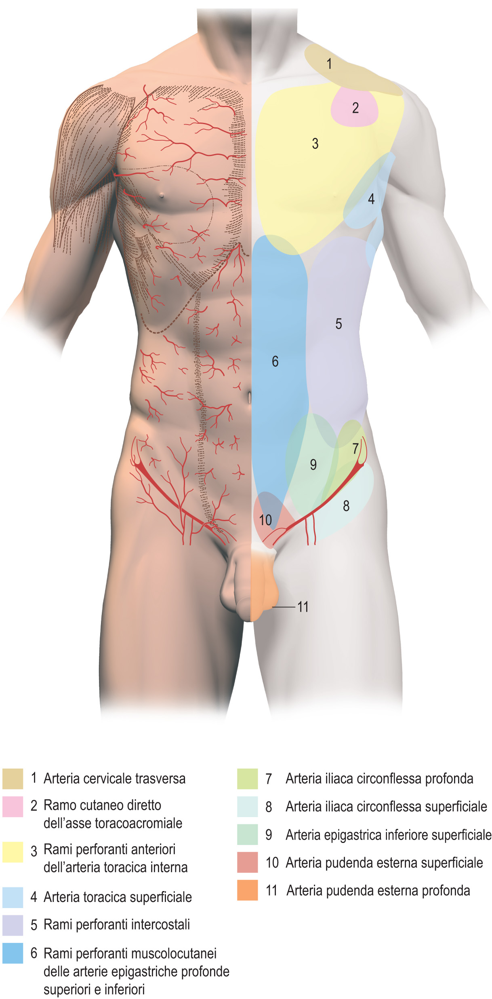 1
2
3
4
5
6
7
9
8
10
11
1 Arteria cervicale trasversa
2 Ramo cutaneo diretto
dell’asse toracoacromiale
3 Rami perforanti anteriori
dell’arteria toracica interna
4 Arteria toracica superficiale
5 Rami perforanti intercostali
6 Rami perforanti muscolocutanei
delle arterie epigastriche profonde
superiori e inferiori
7 Arteria iliaca circonflessa profonda
8 Arteria iliaca circonflessa superficiale
9 Arteria epigastrica inferiore superficiale
10 Arteria pudenda esterna superficiale
11 Arteria pudenda esterna profonda